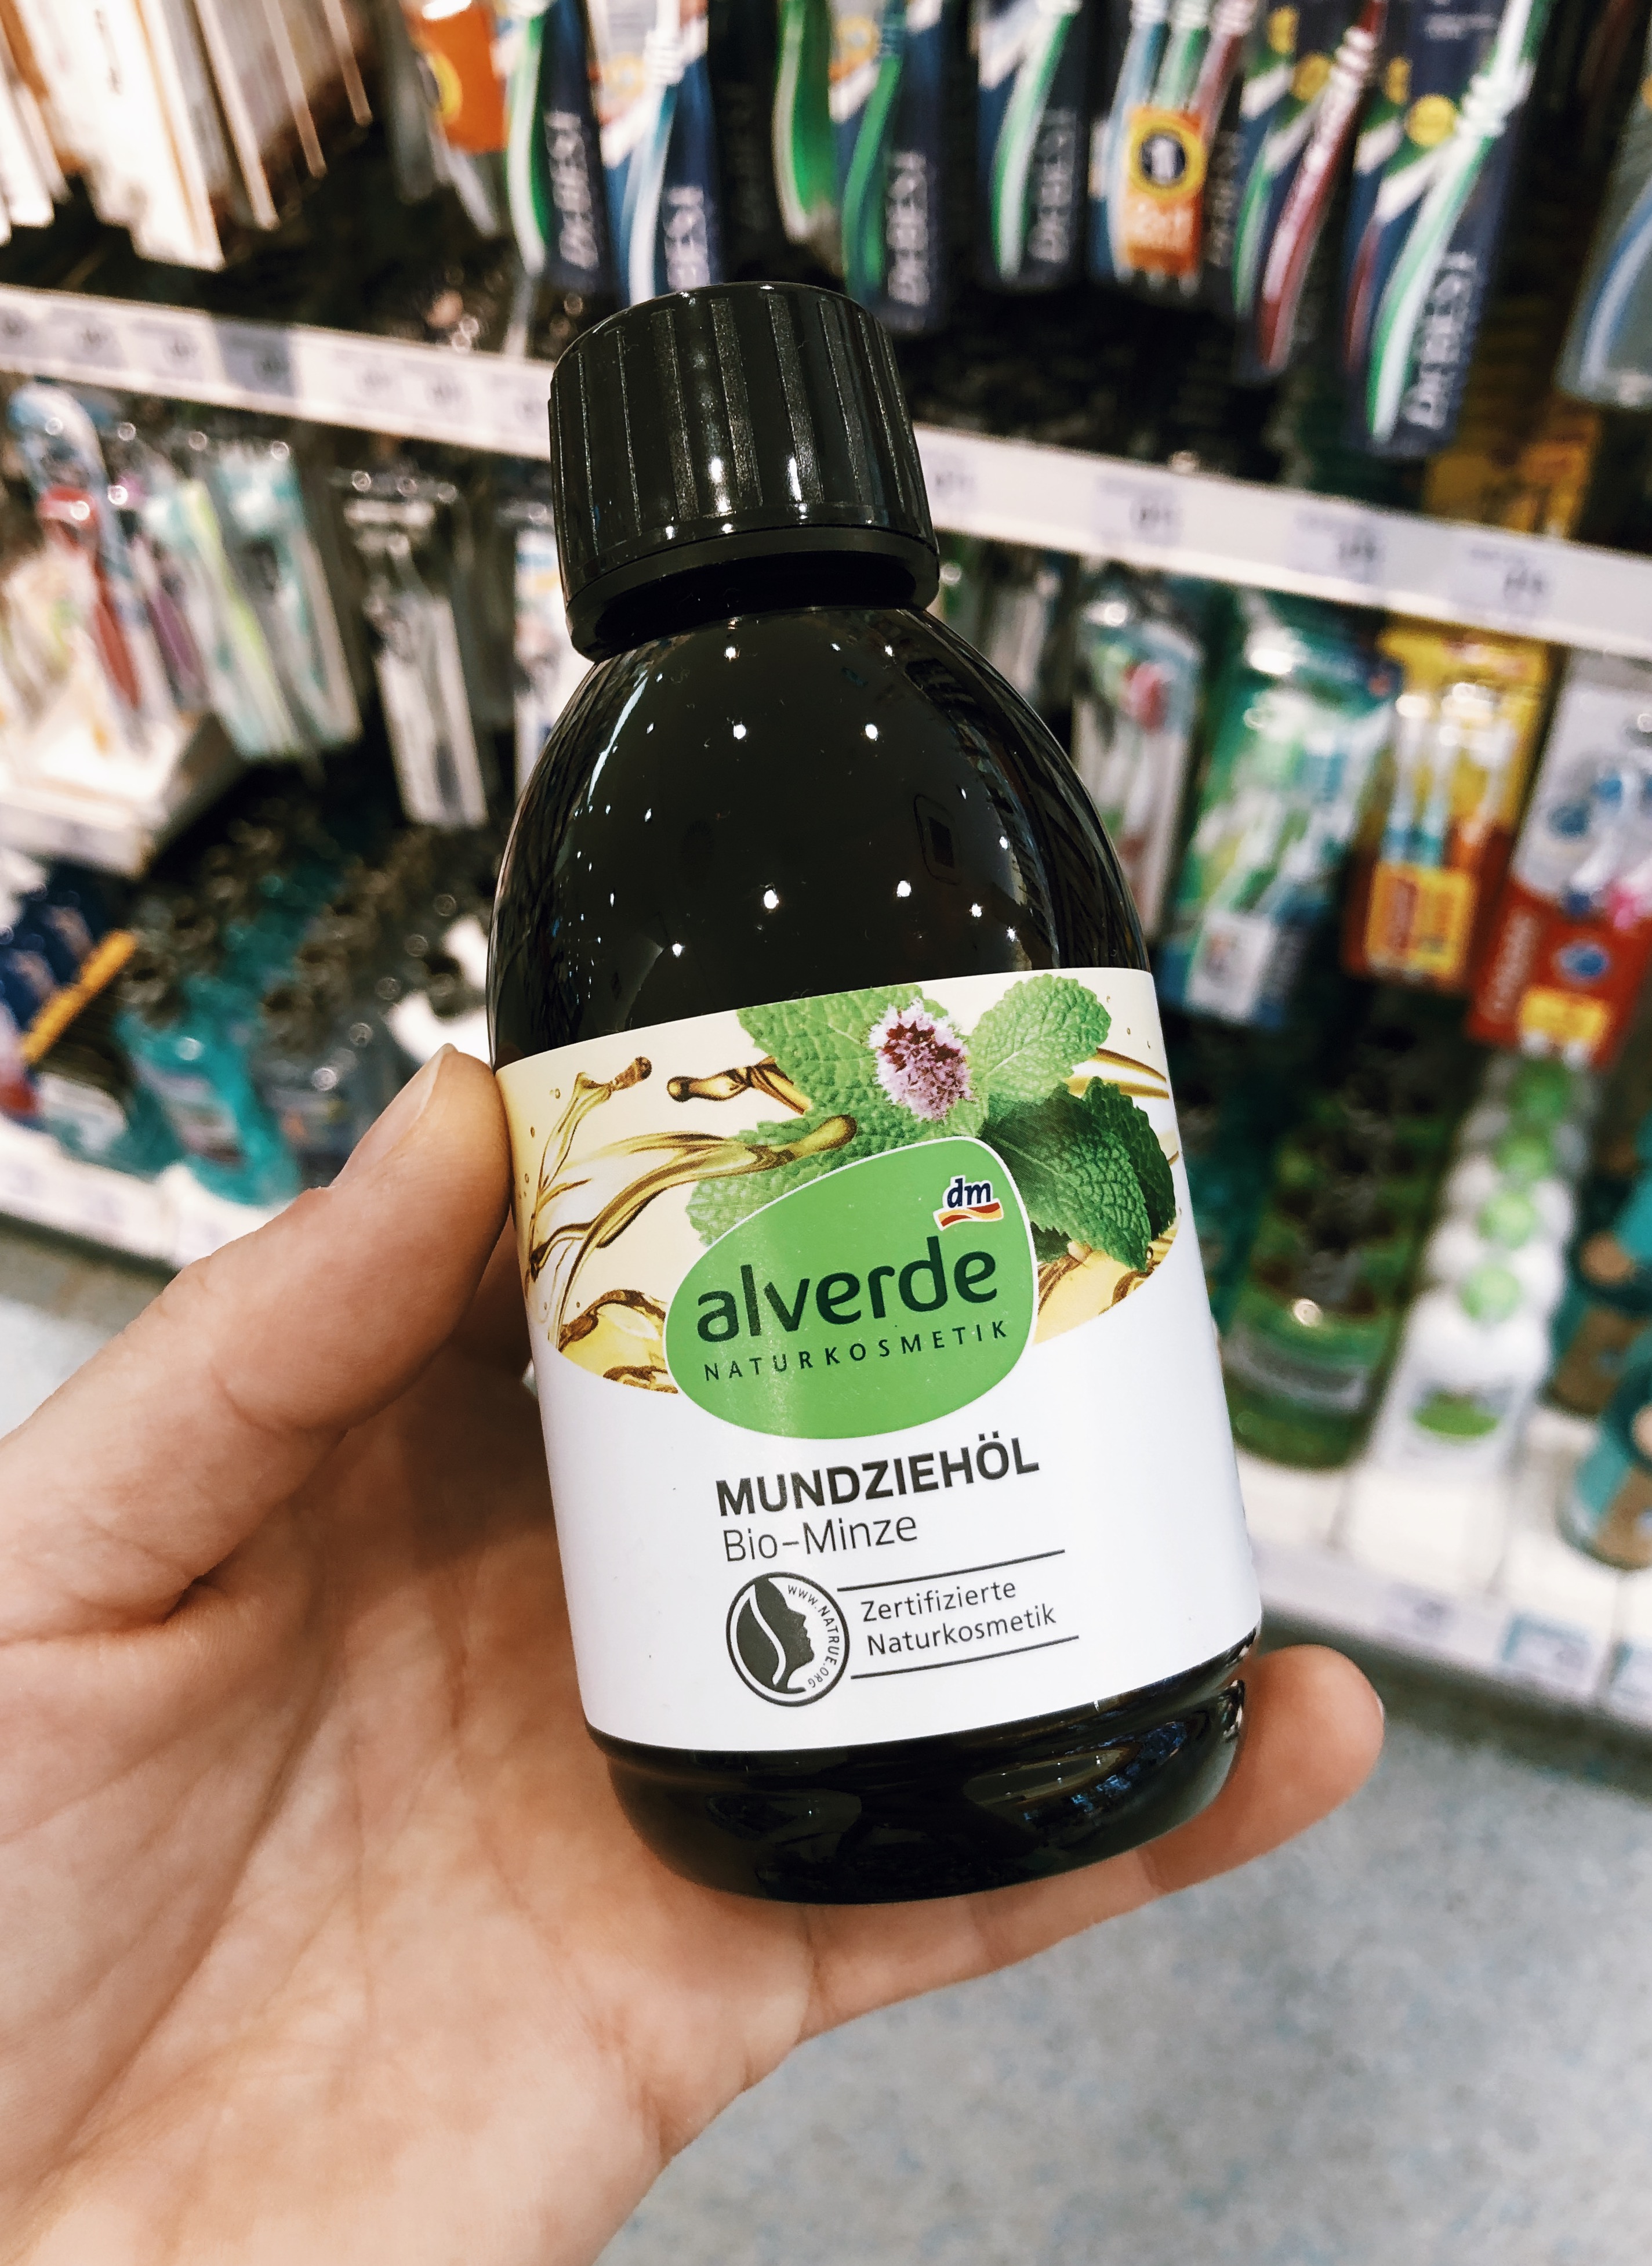 dm
alverde
NATURKOSMETIK
MUNDZIEHÖL
Bio-Minze
WWW.NATRUE.ORG
Zertifizierte
Naturkosmetik